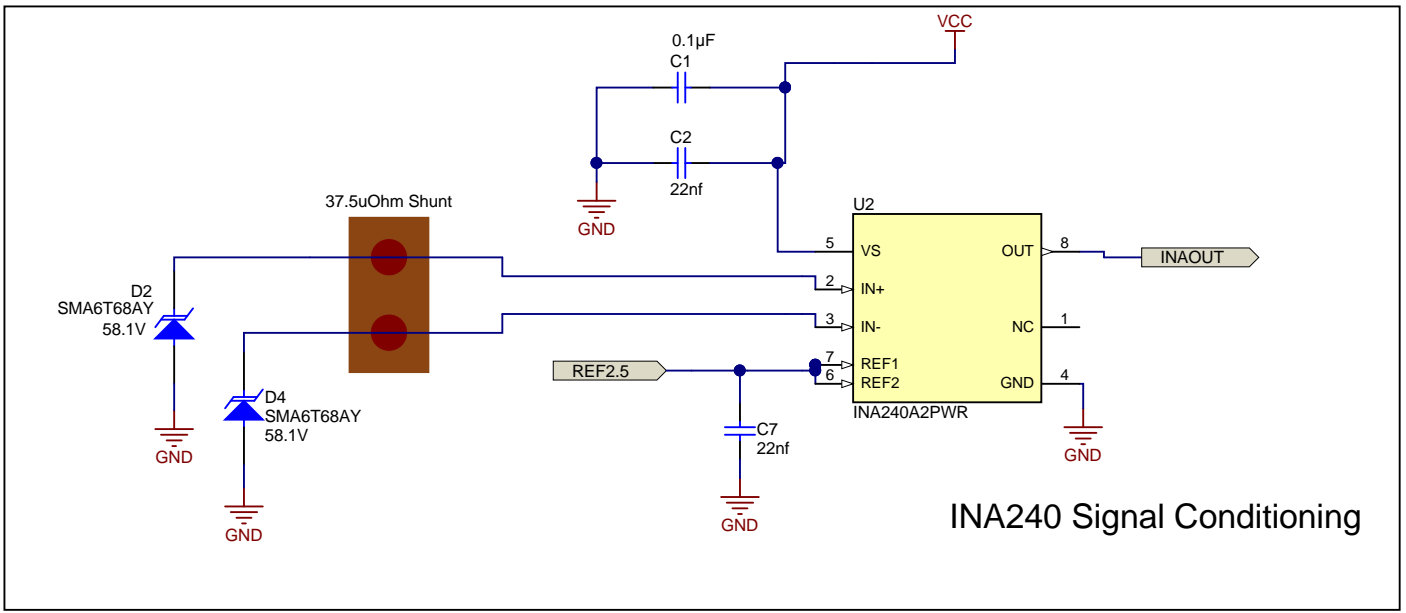 VCC
0.1µF
C1
C2
22nf
GND
37.5uOhm Shunt
U2
5 VS
OUT 8
INAOUT
2 IN+
D2
SMA6T68AY
58.1V
3 IN-
NC 1
REF2.5
7 REF1
6 REF2
GND 4
INA240A2PWR
D4
SMA6T68AY
58.1V
C7
22nf
GND
GND
GND
GND
INA240 Signal Conditioning